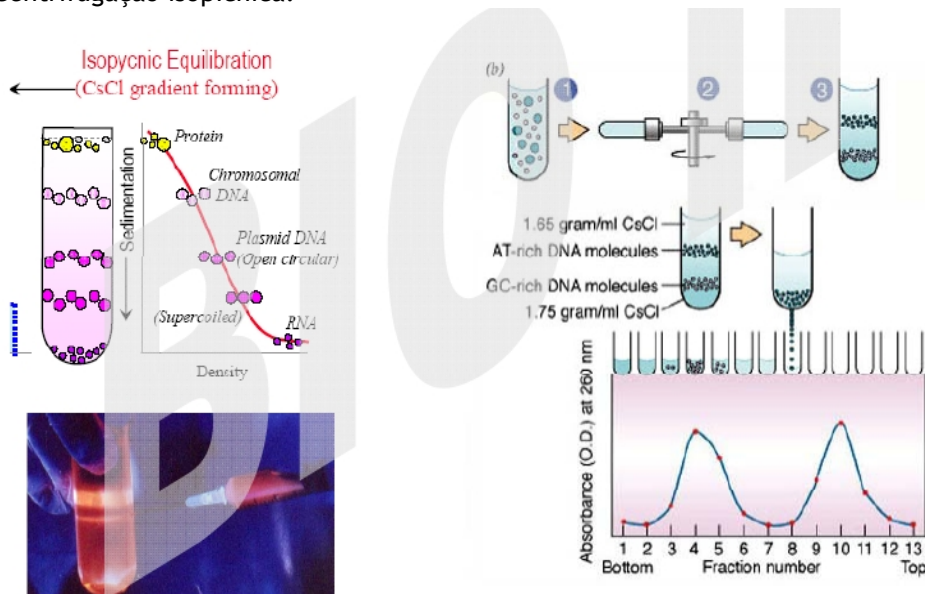 Centrifugação isopícnica:
Isopycnic Equilibration
(CsCl gradient forming)
Protein
Chromosomal
DNA
Plasmid DNA
(Open circular)
(Supercoiled)
RNA
Sedimentation
Density
(b)
1
2
3
1.65 gram/ml CsCl
AT-rich DNA molecules
GC-rich DNA molecules
1.75 gram/ml CsCl
Absorbance (O.D.) at 260 nm
1 2 3 4 5 6 7 8 9 10 11 12 13
Bottom Fraction number Top